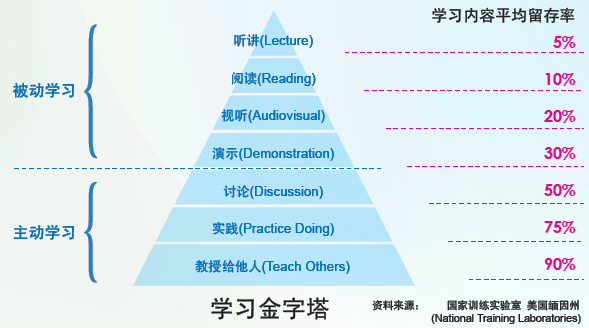 学习内容平均留存率
听讲(Lecture)
5%
阅读(Reading)
10%
被动学习
视听(Audiovisual)
20%
演示(Demonstration)
30%
讨论(Discussion)
50%
主动学习
实践(Practice Doing)
75%
教授给他人(Teach Others)
90%
学习金字塔
资料来源： 国家训练实验室 美国缅因州
(National Training Laboratories)